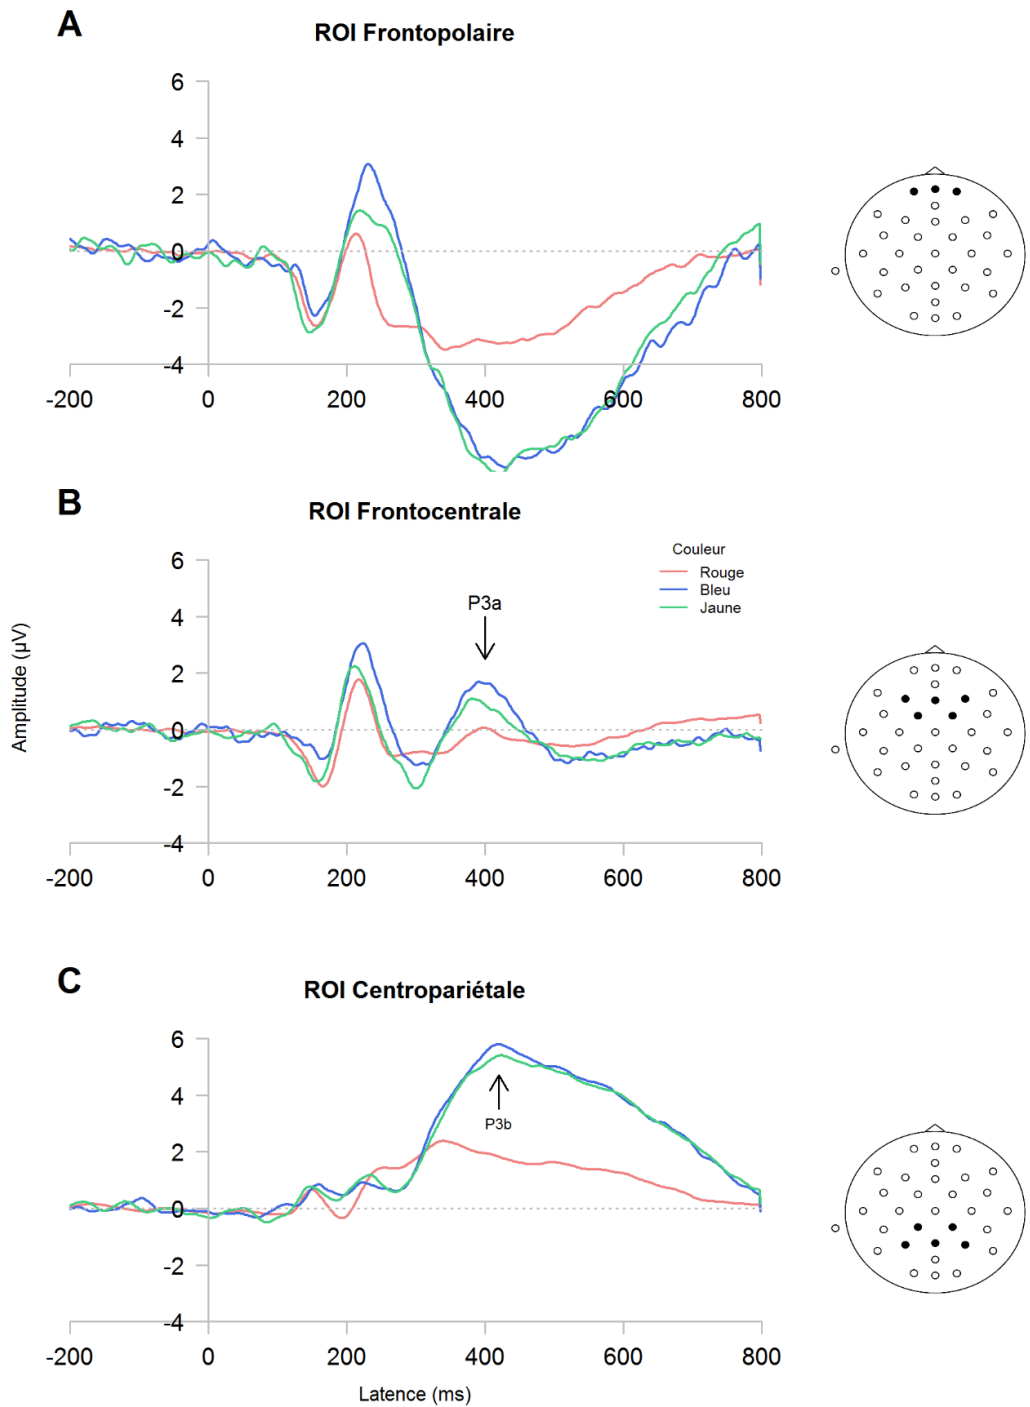 A
ROI Frontopolaire
6
4
2
0
-2
-4
-200 0 200 400 600 800
B
ROI Frontocentrale
Couleur
Rouge
Bleu
Jaune
P3a
6
4
2
0
-2
-4
-200 0 200 400 600 800
Amplitude (µV)
C
ROI Centropariétale
6
4
2
0
-2
-4
P3b
-200 0 200 400 600 800
Latence (ms)